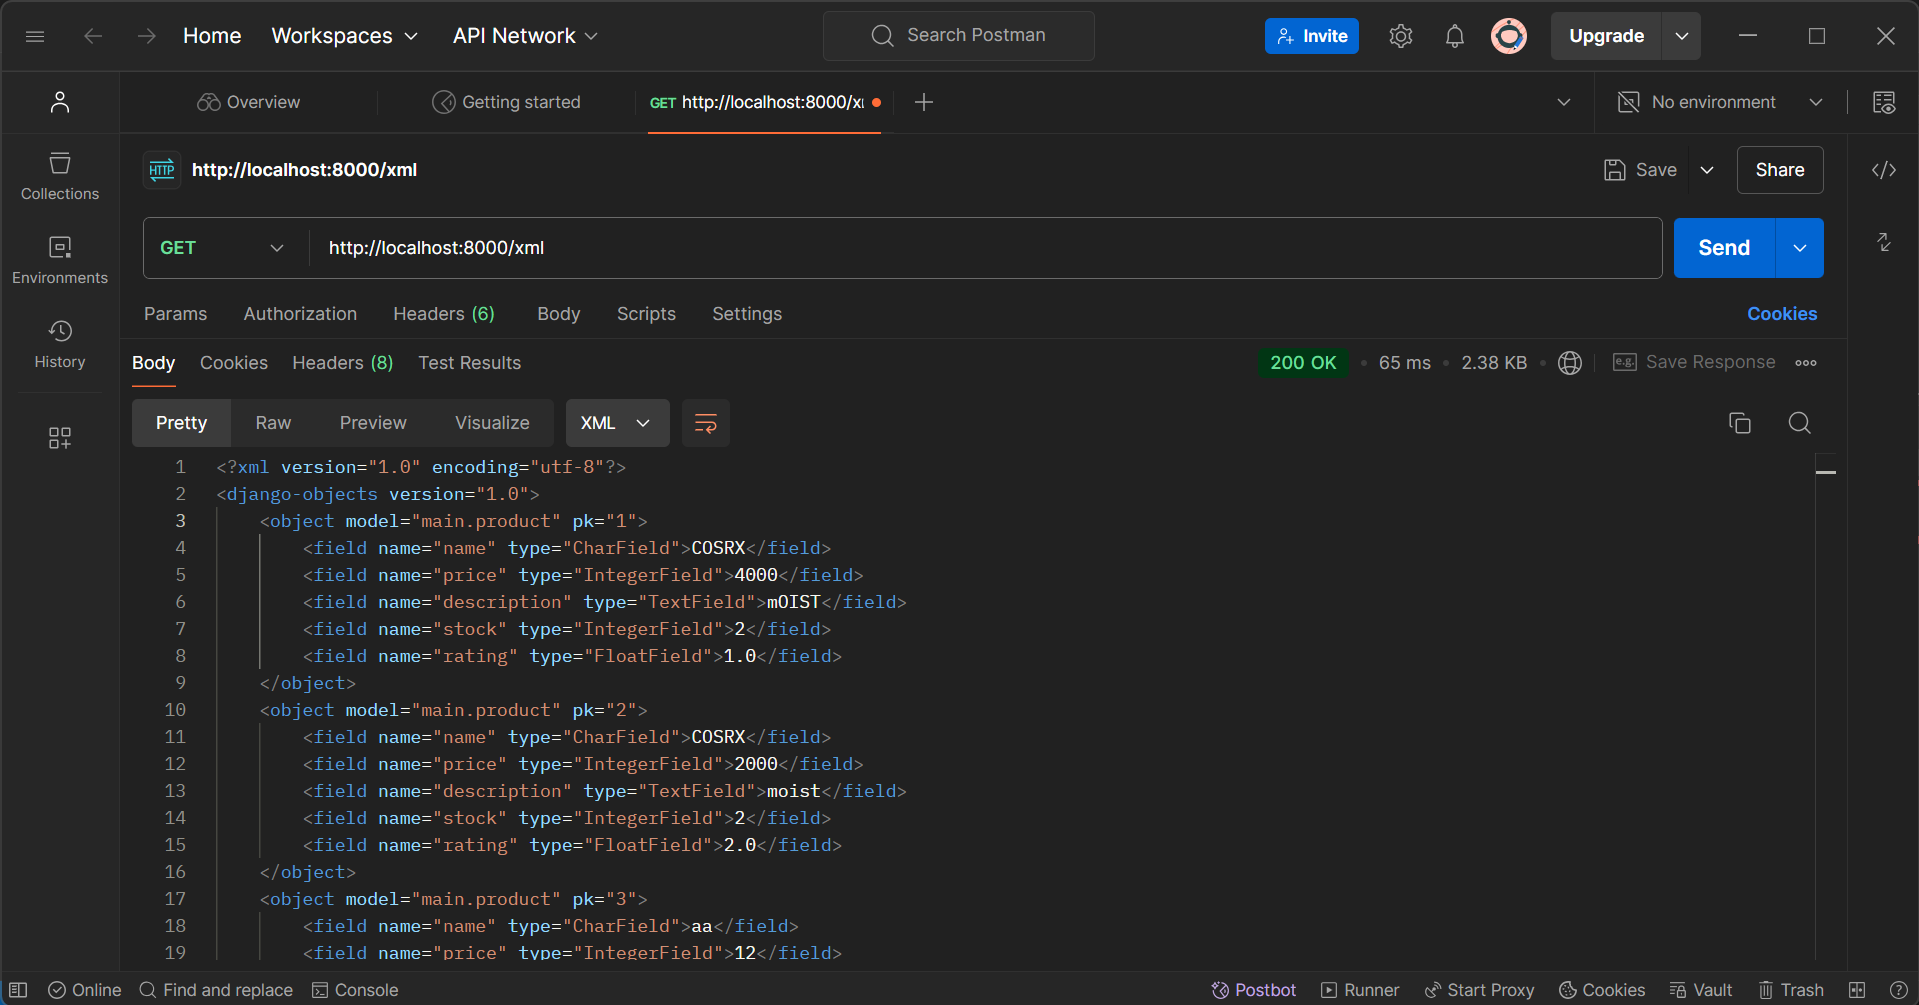 Home Workspaces API Network Search Postman Invite Upgrade
Overview Getting started GET http://localhost:8000/x No environment
HTTP http://localhost:8000/xml Save Share
Collections
GET http://localhost:8000/xml Send
Environments
Params Authorization Headers (6) Body Scripts Settings Cookies
History
Body Cookies Headers (8) Test Results 200 OK 65 ms 2.38 KB e.g. Save Response
Pretty Raw Preview Visualize XML
1 <?xml version="1.0" encoding="utf-8"?>
2 <django-objects version="1.0">
3 <object model="main.product" pk="1">
4 <field name="name" type="CharField">COSRX</field>
5 <field name="price" type="IntegerField">4000</field>
6 <field name="description" type="TextField">mOIST</field>
7 <field name="stock" type="IntegerField">2</field>
8 <field name="rating" type="FloatField">1.0</field>
9 </object>
10 <object model="main.product" pk="2">
11 <field name="name" type="CharField">COSRX</field>
12 <field name="price" type="IntegerField">2000</field>
13 <field name="description" type="TextField">moist</field>
14 <field name="stock" type="IntegerField">2</field>
15 <field name="rating" type="FloatField">2.0</field>
16 </object>
17 <object model="main.product" pk="3">
18 <field name="name" type="CharField">aa</field>
19 <field name="price" type="IntegerField">12</field>
Online Find and replace Console Postbot Runner Start Proxy Cookies Vault Trash